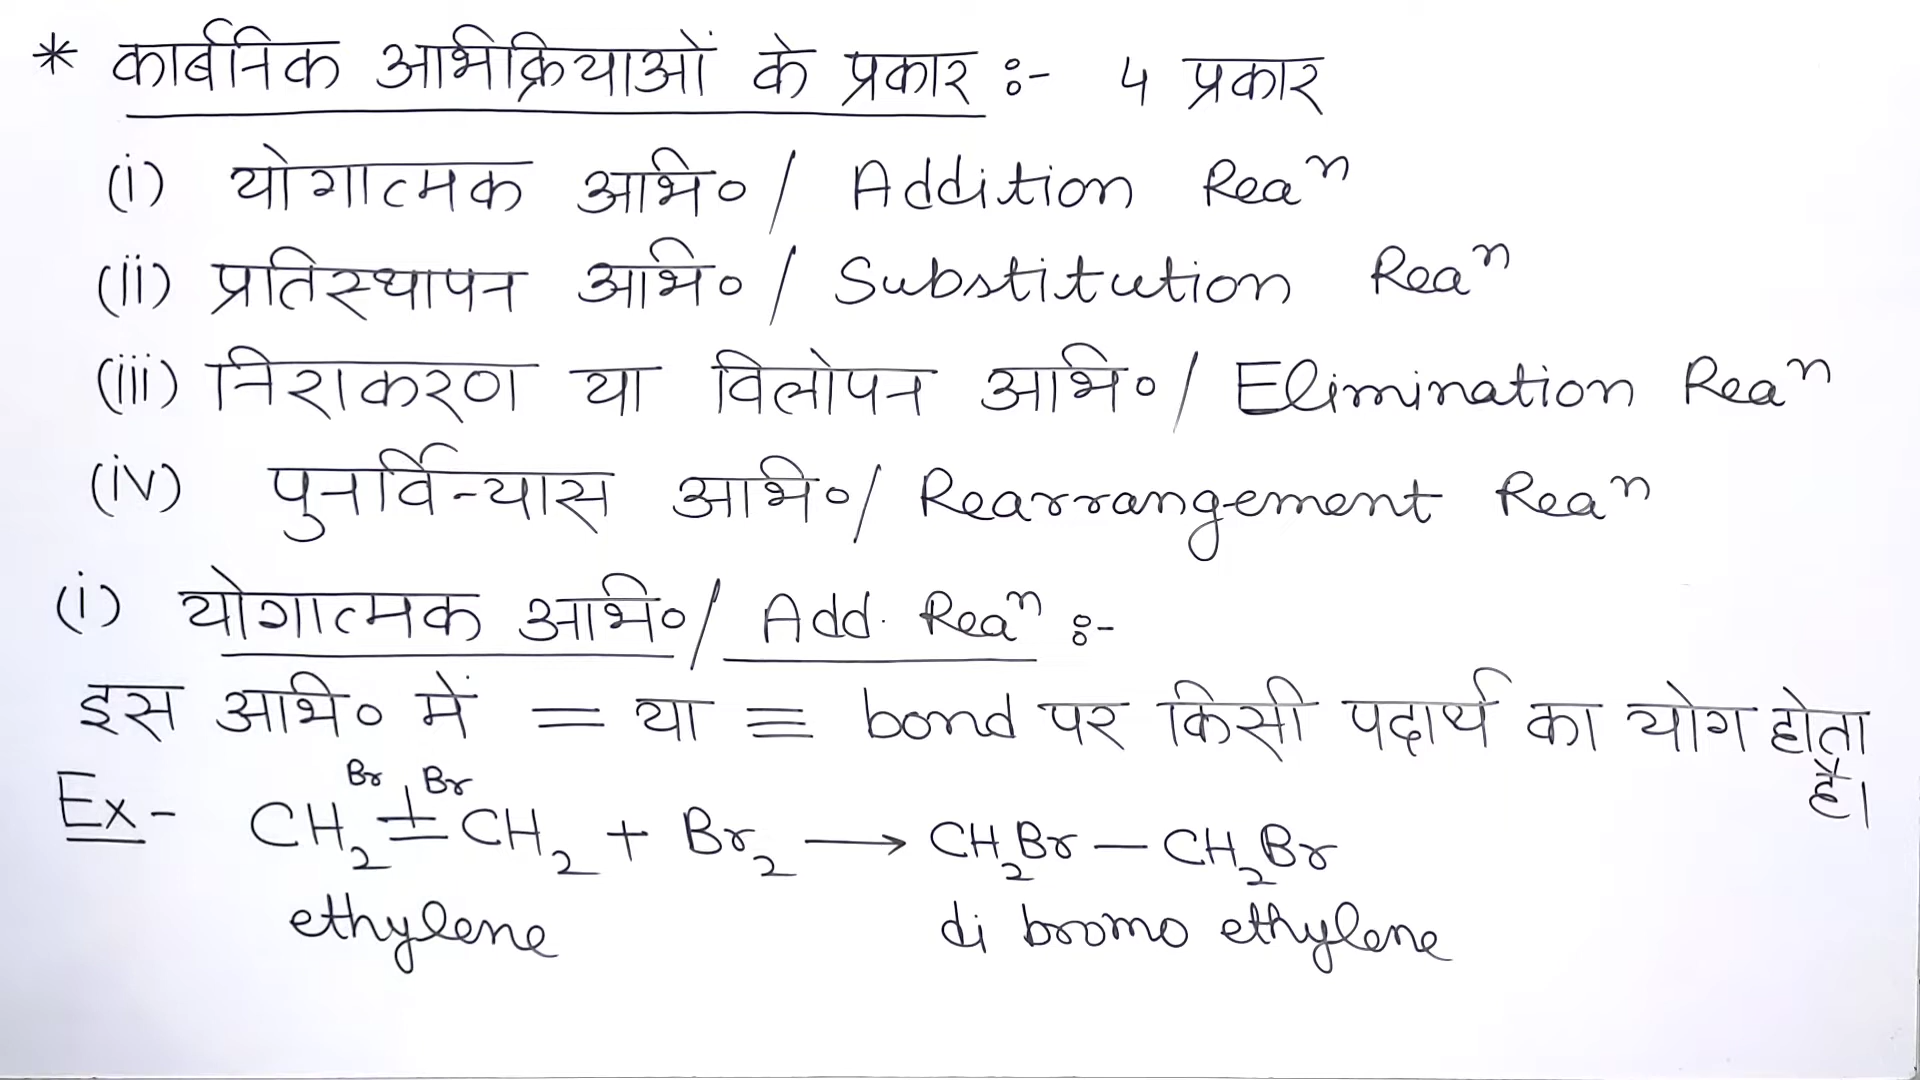 * कार्बनिक अभिक्रियाओं के प्रकार :- 4 प्रकार
(i) योगात्मक अभि० / Addition Reaⁿ
(ii) प्रतिस्थापन अभि० / Substitution Reaⁿ
(iii) निराकरण या विलोपन अभि० / Elimination Reaⁿ
(iv) पुनर्विन्यास अभि० / Rearrangement Reaⁿ
(i) योगात्मक अभि० / Add. Reaⁿ :-
इस अभि० में = या ≡ bond पर किसी पदार्थ का योग होता
है।
Br Br
Ex- CH₂ = CH₂ + Br₂ ⟶ CH₂Br – CH₂Br
ethylene di bromo ethylene